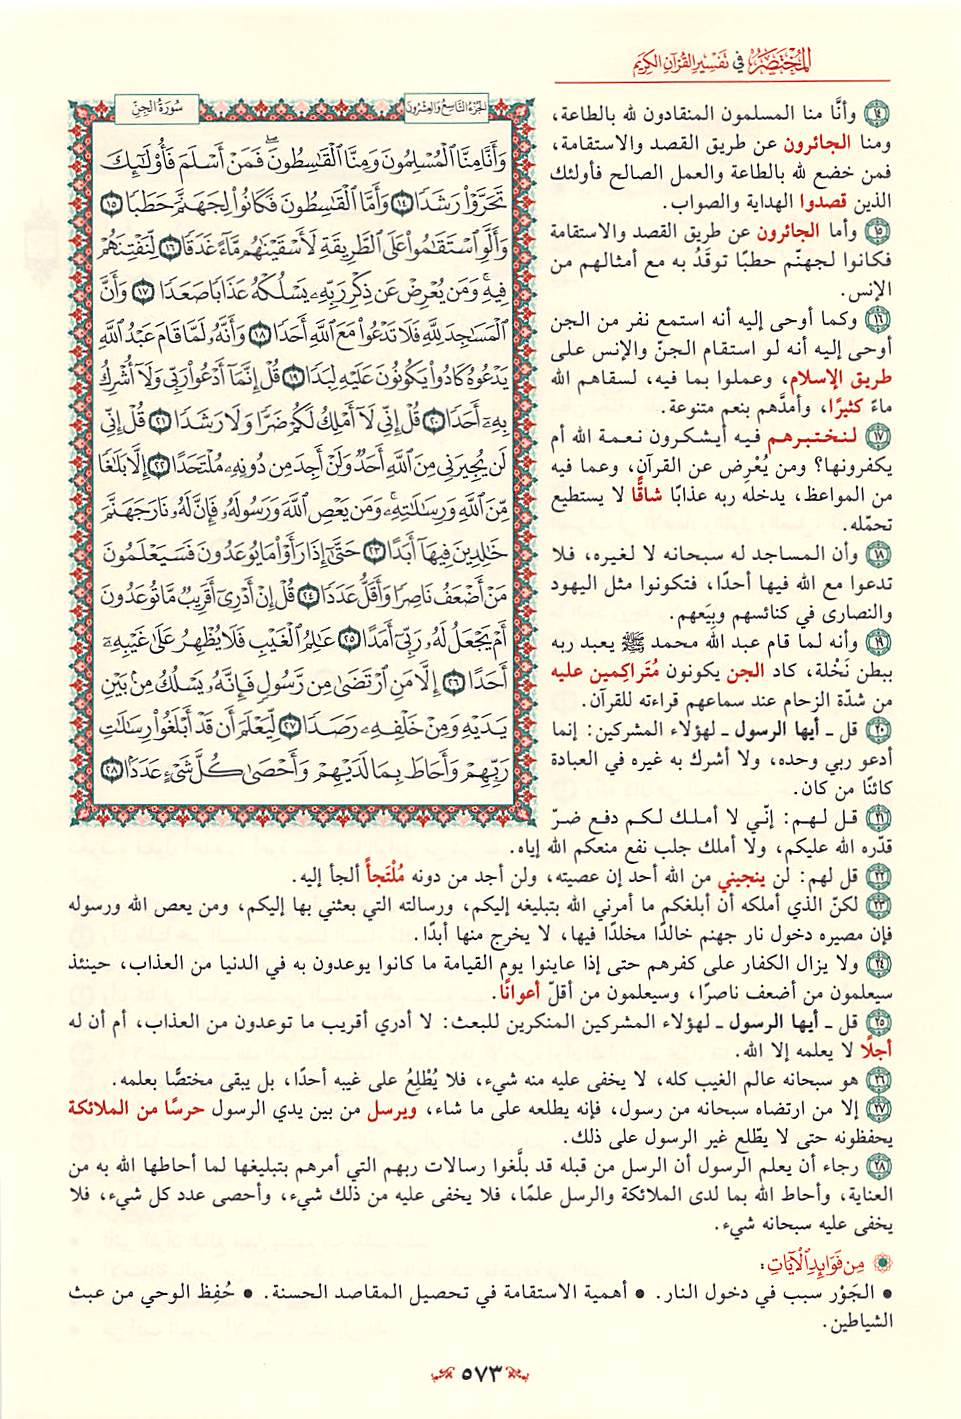 المختصر في تفسير القرآن الكريم
الجزء التاسع والعشرون
سورة الجن
وَأَنَّا مِنَّا الْمُسْلِمُونَ وَمِنَّا الْقَاسِطُونَ ۖ فَمَنْ أَسْلَمَ فَأُوْلَٰٓئِكَ
تَحَرَّوْاْ رَشَدًا ١٤ وَأَمَّا الْقَاسِطُونَ فَكَانُواْ لِجَهَنَّمَ حَطَبًا ١٥
وَأَلَّوِ اسْتَقَامُواْ عَلَى الطَّرِيقَةِ لَأَسْقَيْنَاهُم مَّآءً غَدَقًا ١٦ لِّنَفْتِنَهُمْ
فِيهِ ۚ وَمَن يُعْرِضْ عَن ذِكْرِ رَبِّهِۦ يَسْلُكْهُ عَذَابًا صَعَدًا ١٧ وَأَنَّ
الْمَسَاجِدَ لِلَّهِ فَلَا تَدْعُواْ مَعَ اللَّهِ أَحَدًا ١٨ وَأَنَّهُۥ لَمَّا قَامَ عَبْدُ اللَّهِ
يَدْعُوهُ كَادُواْ يَكُونُونَ عَلَيْهِ لِبَدًا ١٩ قُلْ إِنَّمَآ أَدْعُواْ رَبِّى وَلَآ أُشْرِكُ
بِهِۦٓ أَحَدًا ٢٠ قُلْ إِنِّى لَآ أَمْلِكُ لَكُمْ ضَرًّا وَلَا رَشَدًا ٢١ قُلْ إِنِّى
لَن يُجِيرَنِى مِنَ اللَّهِ أَحَدٌ وَلَنْ أَجِدَ مِن دُونِهِۦ مُلْتَحَدًا ٢٢ إِلَّا بَلَاغًا
مِّنَ اللَّهِ وَرِسَالَاتِهِۦ ۚ وَمَن يَعْصِ اللَّهَ وَرَسُولَهُۥ فَإِنَّ لَهُۥ نَارَ جَهَنَّمَ
خَالِدِينَ فِيهَآ أَبَدًا ٢٣ حَتَّىٰٓ إِذَا رَأَوْاْ مَا يُوعَدُونَ فَسَيَعْلَمُونَ
مَنْ أَضْعَفُ نَاصِرًا وَأَقَلُّ عَدَدًا ٢٤ قُلْ إِنْ أَدْرِىٓ أَقَرِيبٌ مَّا تُوعَدُونَ
أَمْ يَجْعَلُ لَهُۥ رَبِّىٓ أَمَدًا ٢٥ عَالِمُ الْغَيْبِ فَلَا يُظْهِرُ عَلَىٰ غَيْبِهِۦٓ
أَحَدًا ٢٦ إِلَّا مَنِ ارْتَضَىٰ مِن رَّسُولٍ فَإِنَّهُۥ يَسْلُكُ مِنۢ بَيْنِ
يَدَيْهِ وَمِنْ خَلْفِهِۦ رَصَدًا ٢٧ لِّيَعْلَمَ أَن قَدْ أَبْلَغُواْ رِسَالَاتِ
رَبِّهِمْ وَأَحَاطَ بِمَا لَدَيْهِمْ وَأَحْصَىٰ كُلَّ شَىْءٍ عَدَدًا ٢٨
١٤ وأنَّا منا المسلمون المنقادون لله بالطاعة،
ومنا الجائرون عن طريق القصد والاستقامة،
فمن خضع لله بالطاعة والعمل الصالح فأولئك
الذين قصدوا الهداية والصواب.
١٥ وأما الجائرون عن طريق القصد والاستقامة
فكانوا لجهنّم حطبًا توقَدُ به مع أمثالهم من
الإنس.
١٦ وكما أوحى إليه أنه استمع نفر من الجن
أوحى إليه أنه لو استقام الجنّ والإنس على
طريق الإسلام، وعملوا بما فيه، لسقاهم الله
ماءً كثيرًا، وأمدَّهم بنعم متنوعة.
١٧ لنختبرهم فيه أيشكرون نعمة الله أم
يكفرونها؟ ومن يُعْرِض عن القرآن، وعما فيه
من المواعظ، يدخله ربه عذابًا شاقًّا لا يستطيع
تحمّله.
١٨ وأن المساجد له سبحانه لا لغيره، فلا
تدعوا مع الله فيها أحدًا، فتكونوا مثل اليهود
والنصارى في كنائسهم وبِيَعهم.
١٩ وأنه لما قام عبد الله محمد ﷺ يعبد ربه
ببطن نَخْلة، كاد الجن يكونون مُتَراكِمين عليه
من شدّة الزحام عند سماعهم قراءته للقرآن.
٢٠ قل ـ أيها الرسول ـ لهؤلاء المشركين: إنما
أدعو ربي وحده، ولا أشرك به غيره في العبادة
كائنًا من كان.
٢١ قل لهم: إنّي لا أملك لكم دفع ضرّ
قدّره الله عليكم، ولا أملك جلب نفع منعكم الله إياه.
٢٢ قل لهم: لن ينجيني من الله أحد إن عصيته، ولن أجد من دونه مُلْتَجأً ألجأ إليه.
٢٣ لكنّ الذي أملكه أن أبلغكم ما أمرني الله بتبليغه إليكم، ورسالته التي بعثني بها إليكم، ومن يعص الله ورسوله
فإن مصيره دخول نار جهنم خالدًا مخلدًا فيها، لا يخرج منها أبدًا.
٢٤ ولا يزال الكفار على كفرهم حتى إذا عاينوا يوم القيامة ما كانوا يوعدون به في الدنيا من العذاب، حينئذ
سيعلمون من أضعف ناصرًا، وسيعلمون من أقلّ أعوانًا.
٢٥ قل ـ أيها الرسول ـ لهؤلاء المشركين المنكرين للبعث: لا أدري أقريب ما توعدون من العذاب، أم أن له
أجلًا لا يعلمه إلا الله.
٢٦ هو سبحانه عالم الغيب كله، لا يخفى عليه منه شيء، فلا يُطْلِعُ على غيبه أحدًا، بل يبقى مختصًّا بعلمه.
٢٧ إلا من ارتضاه سبحانه من رسول، فإنه يطلعه على ما شاء، ويرسل من بين يدي الرسول حرسًا من الملائكة
يحفظونه حتى لا يطّلع غير الرسول على ذلك.
٢٨ رجاء أن يعلم الرسول أن الرسل من قبله قد بلَّغوا رسالات ربهم التي أمرهم بتبليغها لما أحاطها الله به من
العناية، وأحاط الله بما لدى الملائكة والرسل علمًا، فلا يخفى عليه من ذلك شيء، وأحصى عدد كل شيء، فلا
يخفى عليه سبحانه شيء.
مِن فَوَائِدِ الْآيَاتِ:
• الجَوْر سبب في دخول النار. • أهمية الاستقامة في تحصيل المقاصد الحسنة. • حُفِظ الوحي من عبث
الشياطين.
٥٧٣